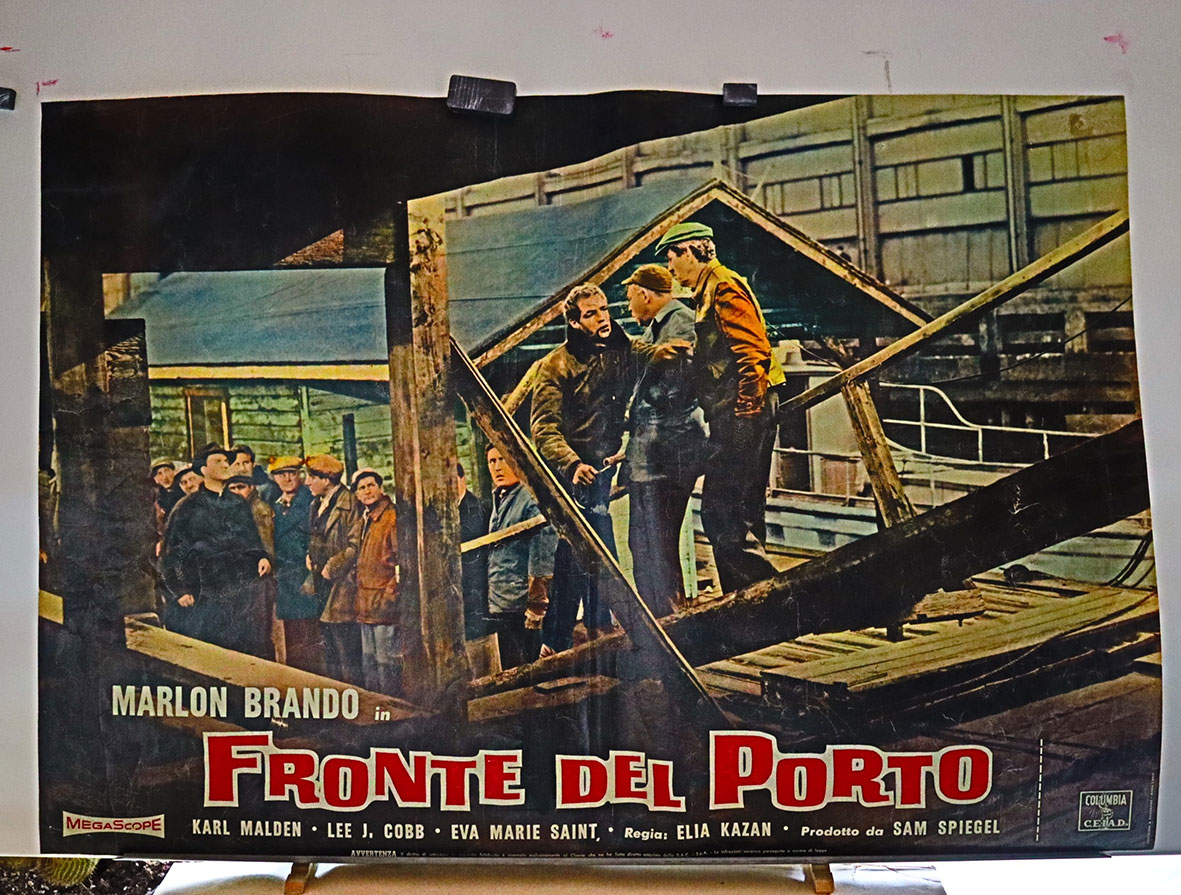 MARLON BRANDO in
FRONTE DEL PORTO
MEGASCOPE
KARL MALDEN · LEE J. COBB · EVA MARIE SAINT, · Regia: ELIA KAZAN · Prodotto da SAM SPIEGEL
COLUMBIA
C.E.I.A.D.
AVVERTENZA